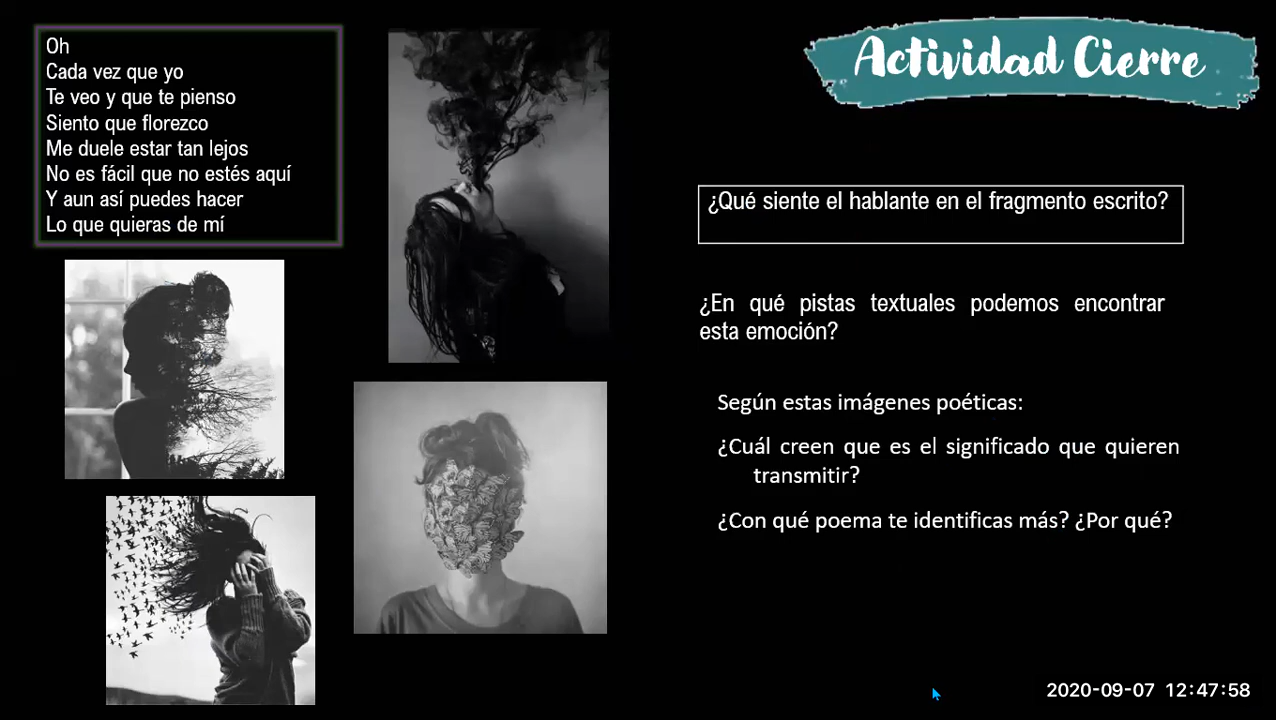 Oh
Cada vez que yo
Te veo y que te pienso
Siento que florezco
Me duele estar tan lejos
No es fácil que no estés aquí
Y aun así puedes hacer
Lo que quieras de mí
Actividad Cierre
¿Qué siente el hablante en el fragmento escrito?
¿En qué pistas textuales podemos encontrar
esta emoción?
Según estas imágenes poéticas:
¿Cuál creen que es el significado que quieren
transmitir?
¿Con qué poema te identificas más? ¿Por qué?
2020-09-07 12:47:58